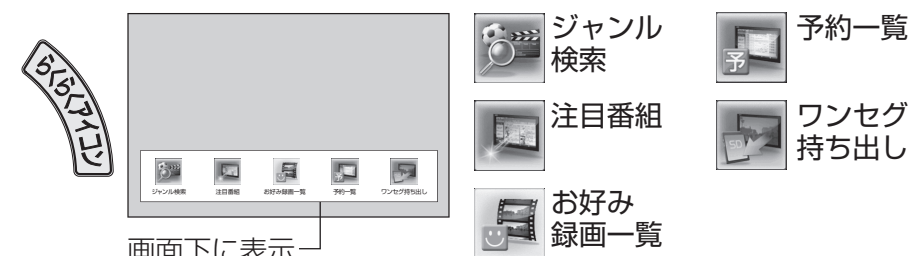 らくらくアイコン
ジャンル検索 注目番組 お好み録画一覧 予約一覧 ワンセグ持ち出し
画面下に表示
ジャンル
検索
注目番組
お好み
録画一覧
予
予約一覧
SD
ワンセグ
持ち出し